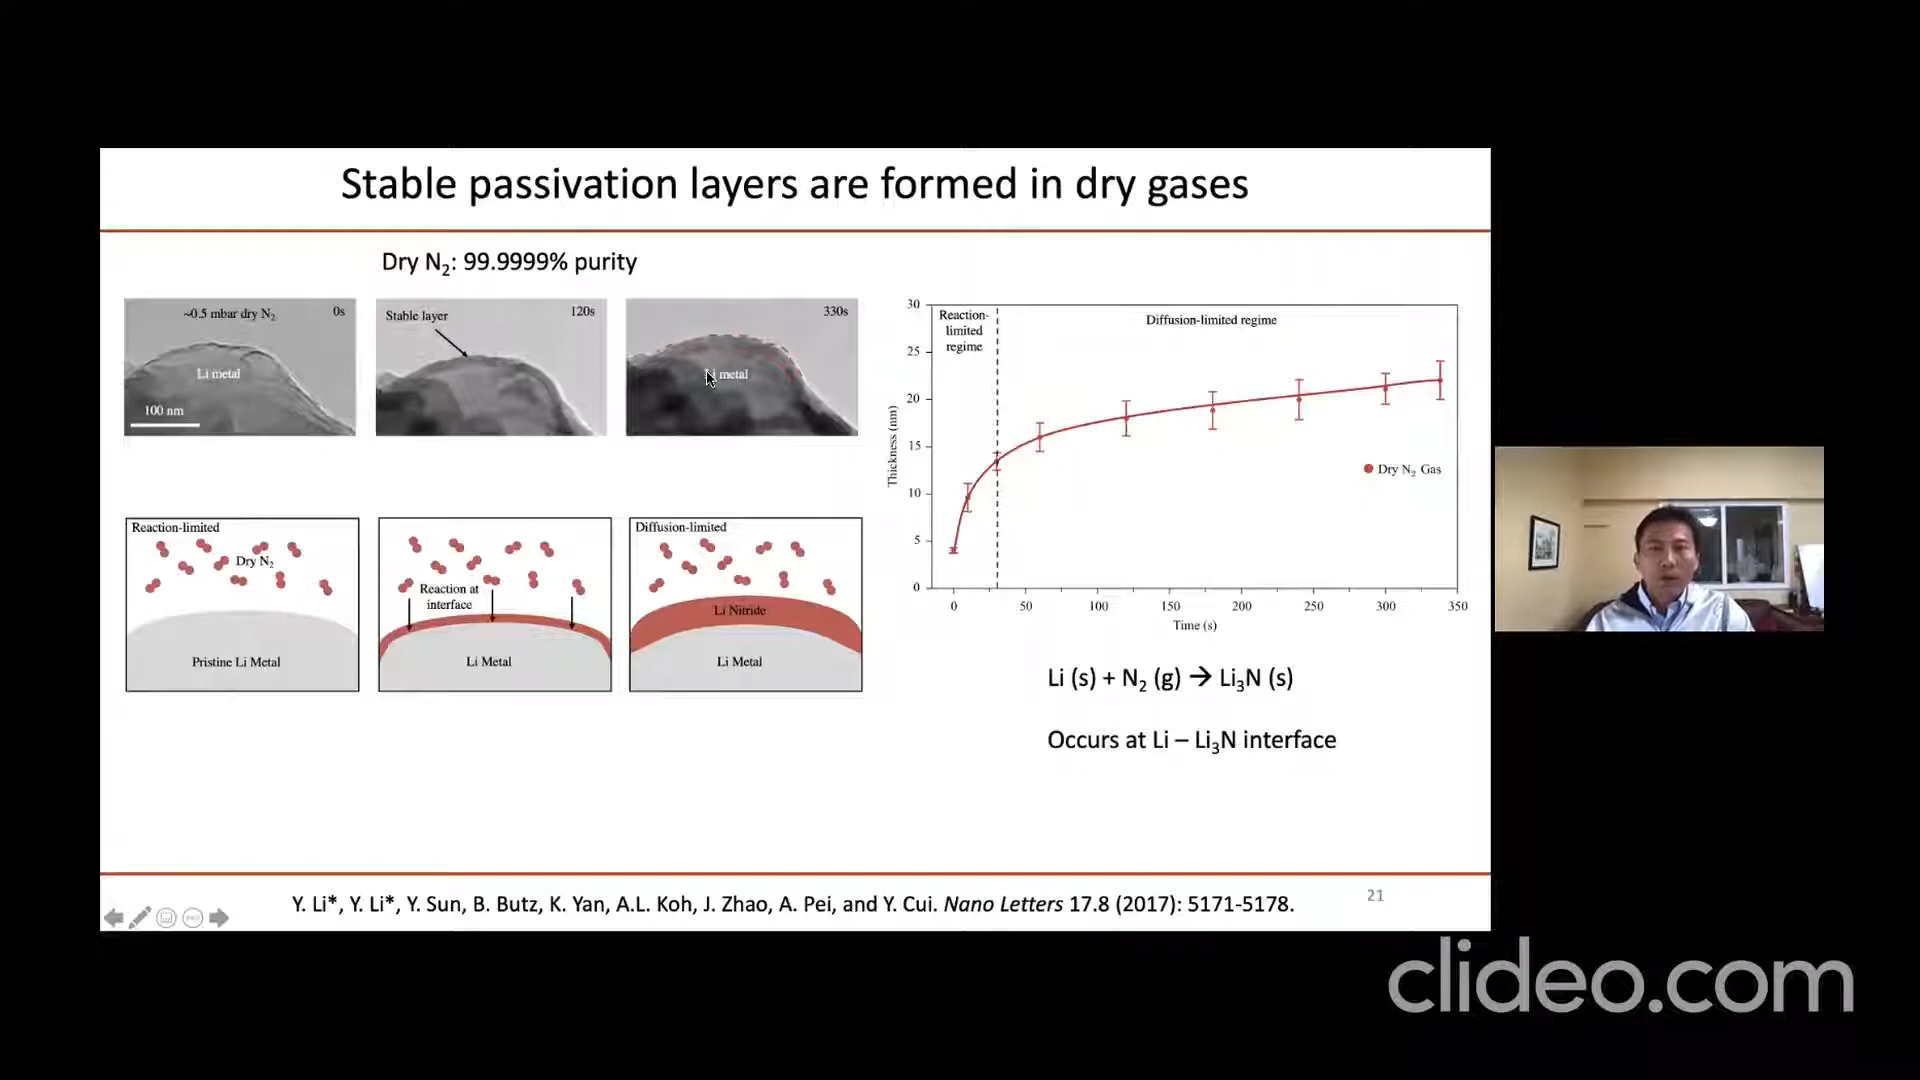 Stable passivation layers are formed in dry gases
Dry N₂: 99.9999% purity
~0.5 mbar dry N₂
0s
Li metal
100 nm
Stable layer
120s
330s
Li metal
Reaction-limited
Dry N₂
Pristine Li Metal
Reaction at
interface
Li Metal
Diffusion-limited
Li Nitride
Li Metal
Reaction-
limited
regime
Diffusion-limited regime
30
25
20
15
10
5
0
Thickness (nm)
Dry N₂ Gas
0
50
100
150
200
250
300
350
Time (s)
Li (s) + N₂ (g) → Li₃N (s)
Occurs at Li – Li₃N interface
Y. Li*, Y. Li*, Y. Sun, B. Butz, K. Yan, A.L. Koh, J. Zhao, A. Pei, and Y. Cui. Nano Letters 17.8 (2017): 5171-5178.
21
clideo.com